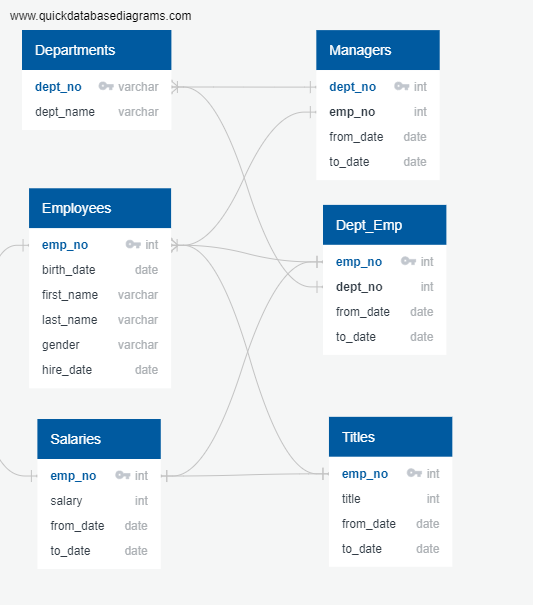 www.quickdatabasediagrams.com
Departments
dept_no varchar
dept_name varchar
Managers
dept_no int
emp_no int
from_date date
to_date date
Employees
emp_no int
birth_date date
first_name varchar
last_name varchar
gender varchar
hire_date date
Dept_Emp
emp_no int
dept_no int
from_date date
to_date date
Salaries
emp_no int
salary int
from_date date
to_date date
Titles
emp_no int
title int
from_date date
to_date date